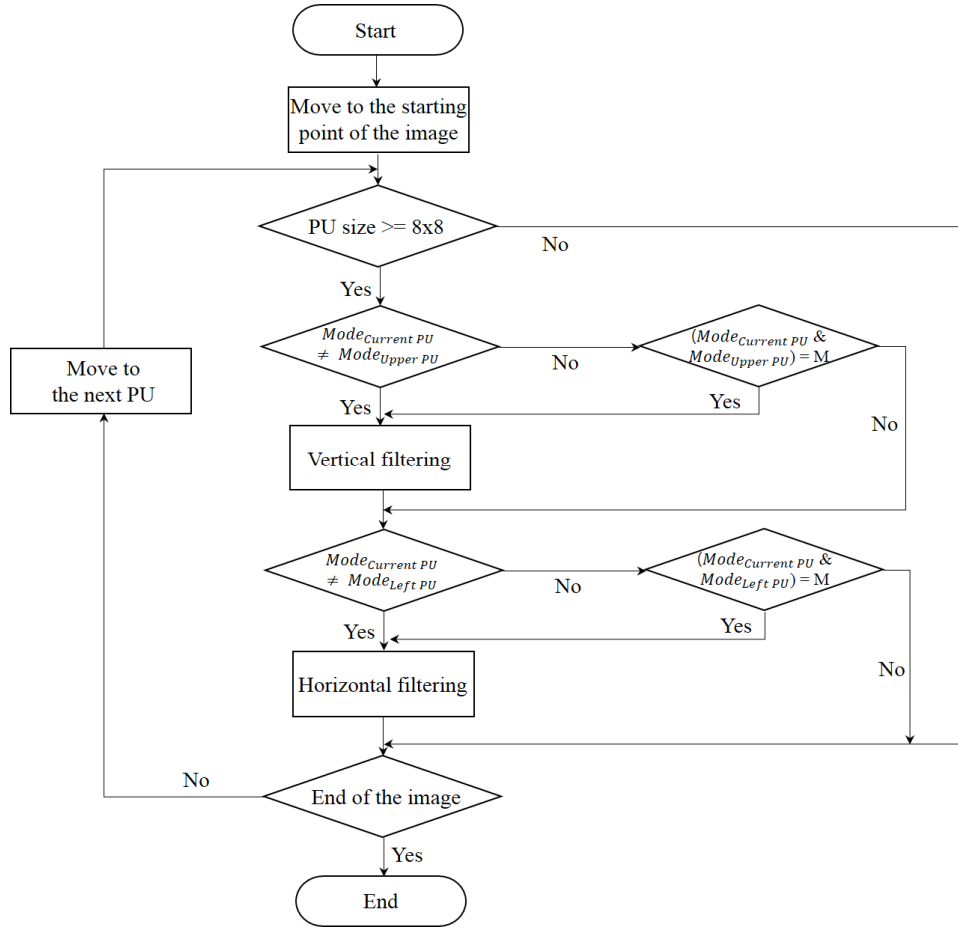 Start
Move to the starting
point of the image
PU size >= 8x8
No
Yes
Mode_Current PU
≠ Mode_Upper PU
No
(Mode_Current PU &
Mode_Upper PU) = M
Yes
Yes
No
Move to
the next PU
Vertical filtering
Mode_Current PU
≠ Mode_Left PU
No
(Mode_Current PU &
Mode_Left PU) = M
Yes
Yes
No
Horizontal filtering
No
End of the image
Yes
End